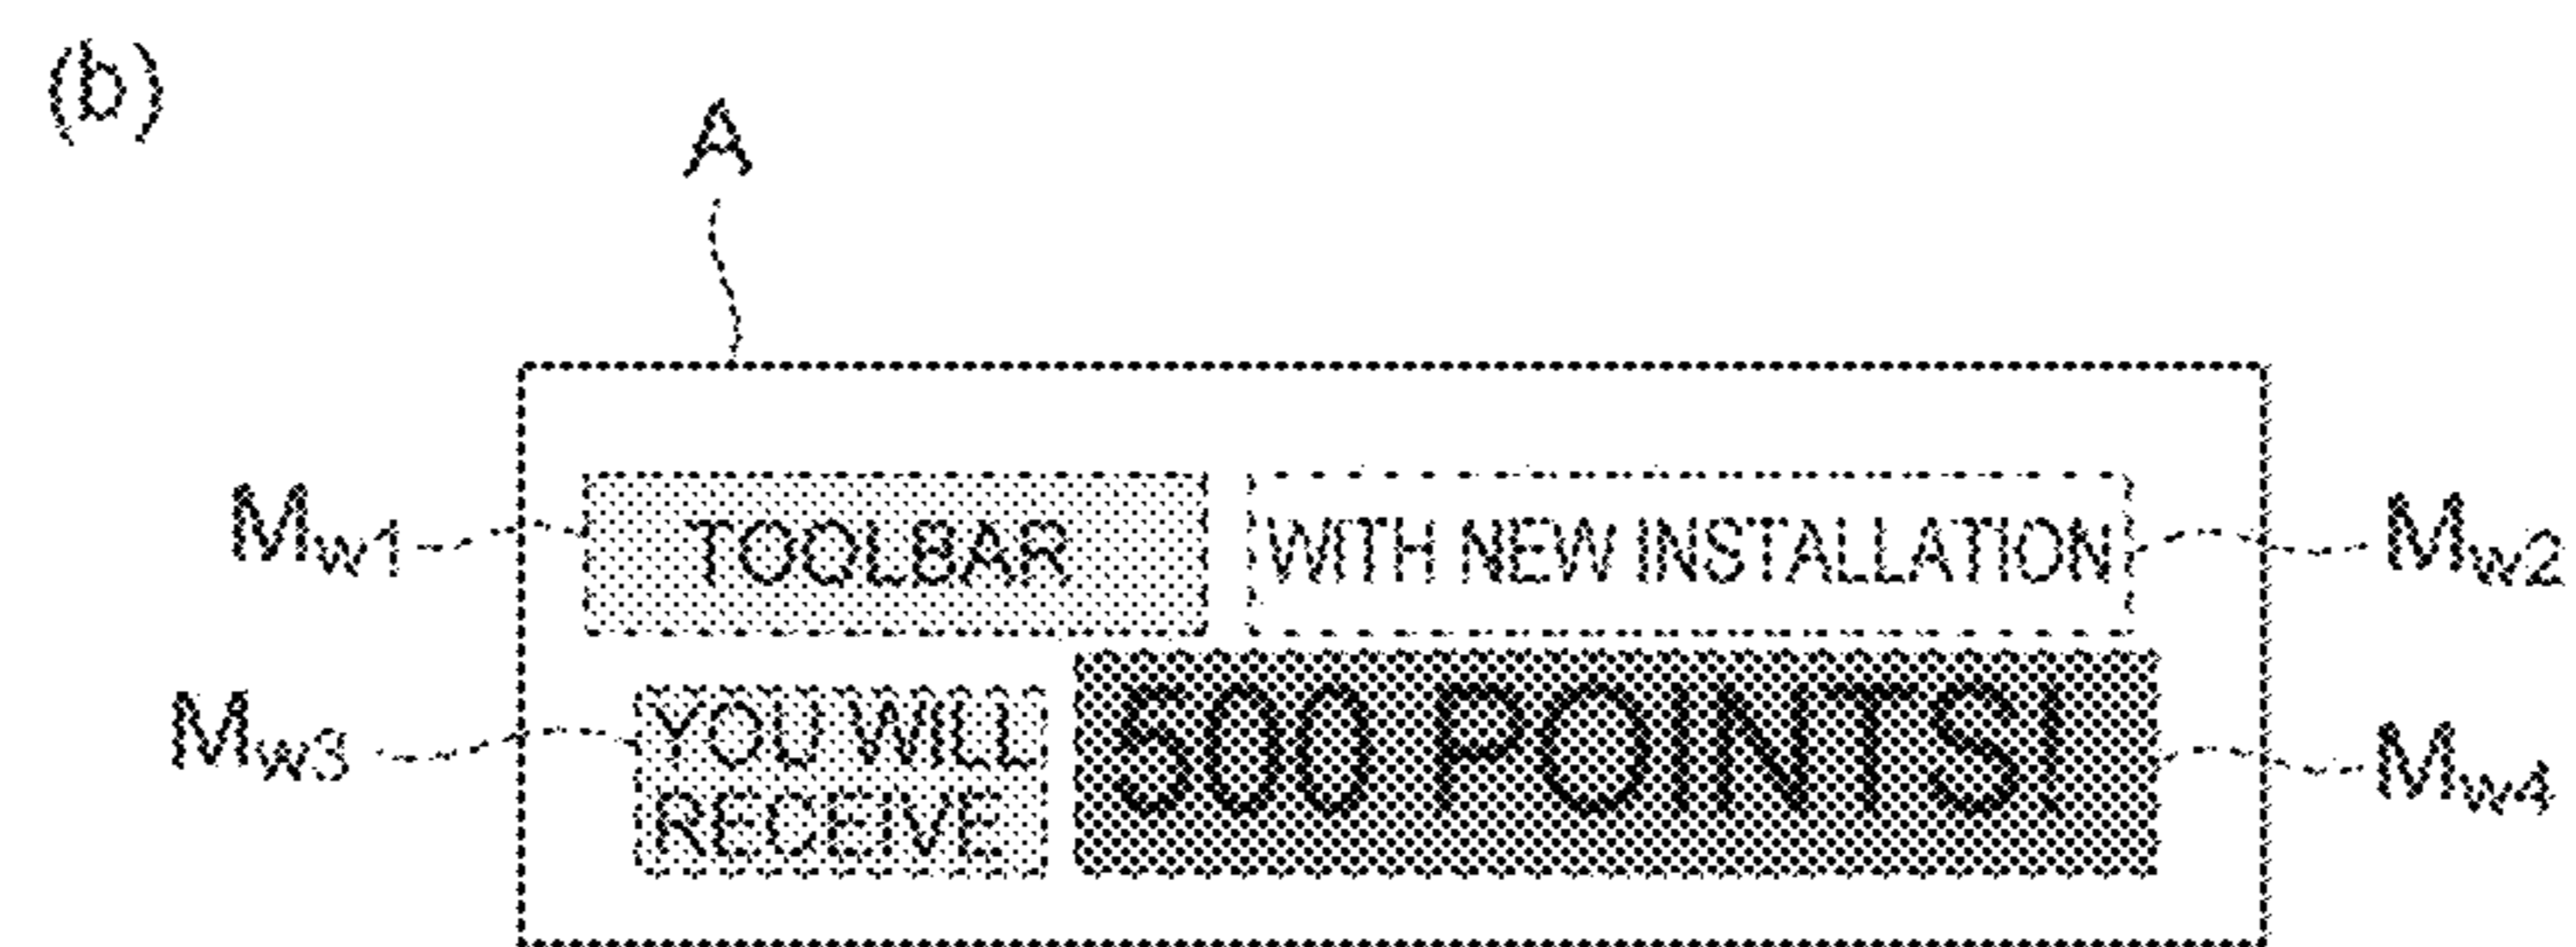 (b)
A
Mw1 TOOLBAR WITH NEW INSTALLATION Mw2
Mw3 YOU WILL RECEIVE 500 POINTS! Mw4